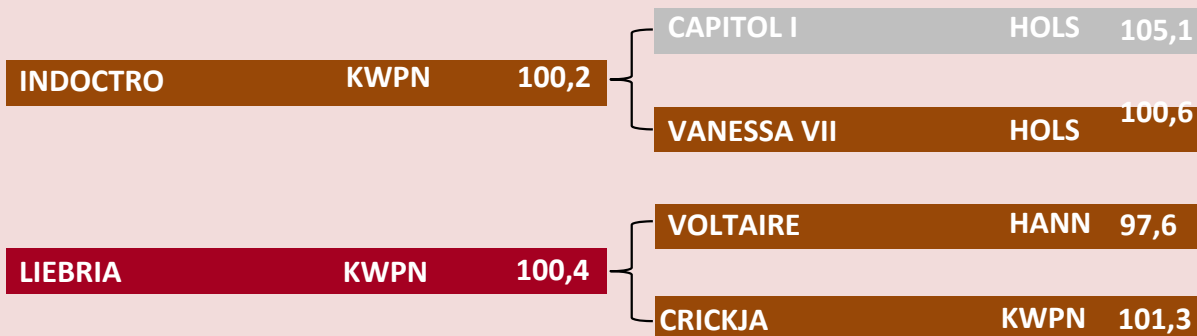 CAPITOL I HOLS 105,1
INDOCTRO KWPN 100,2
VANESSA VII HOLS 100,6
VOLTAIRE HANN 97,6
LIEBRIA KWPN 100,4
CRICKJA KWPN 101,3